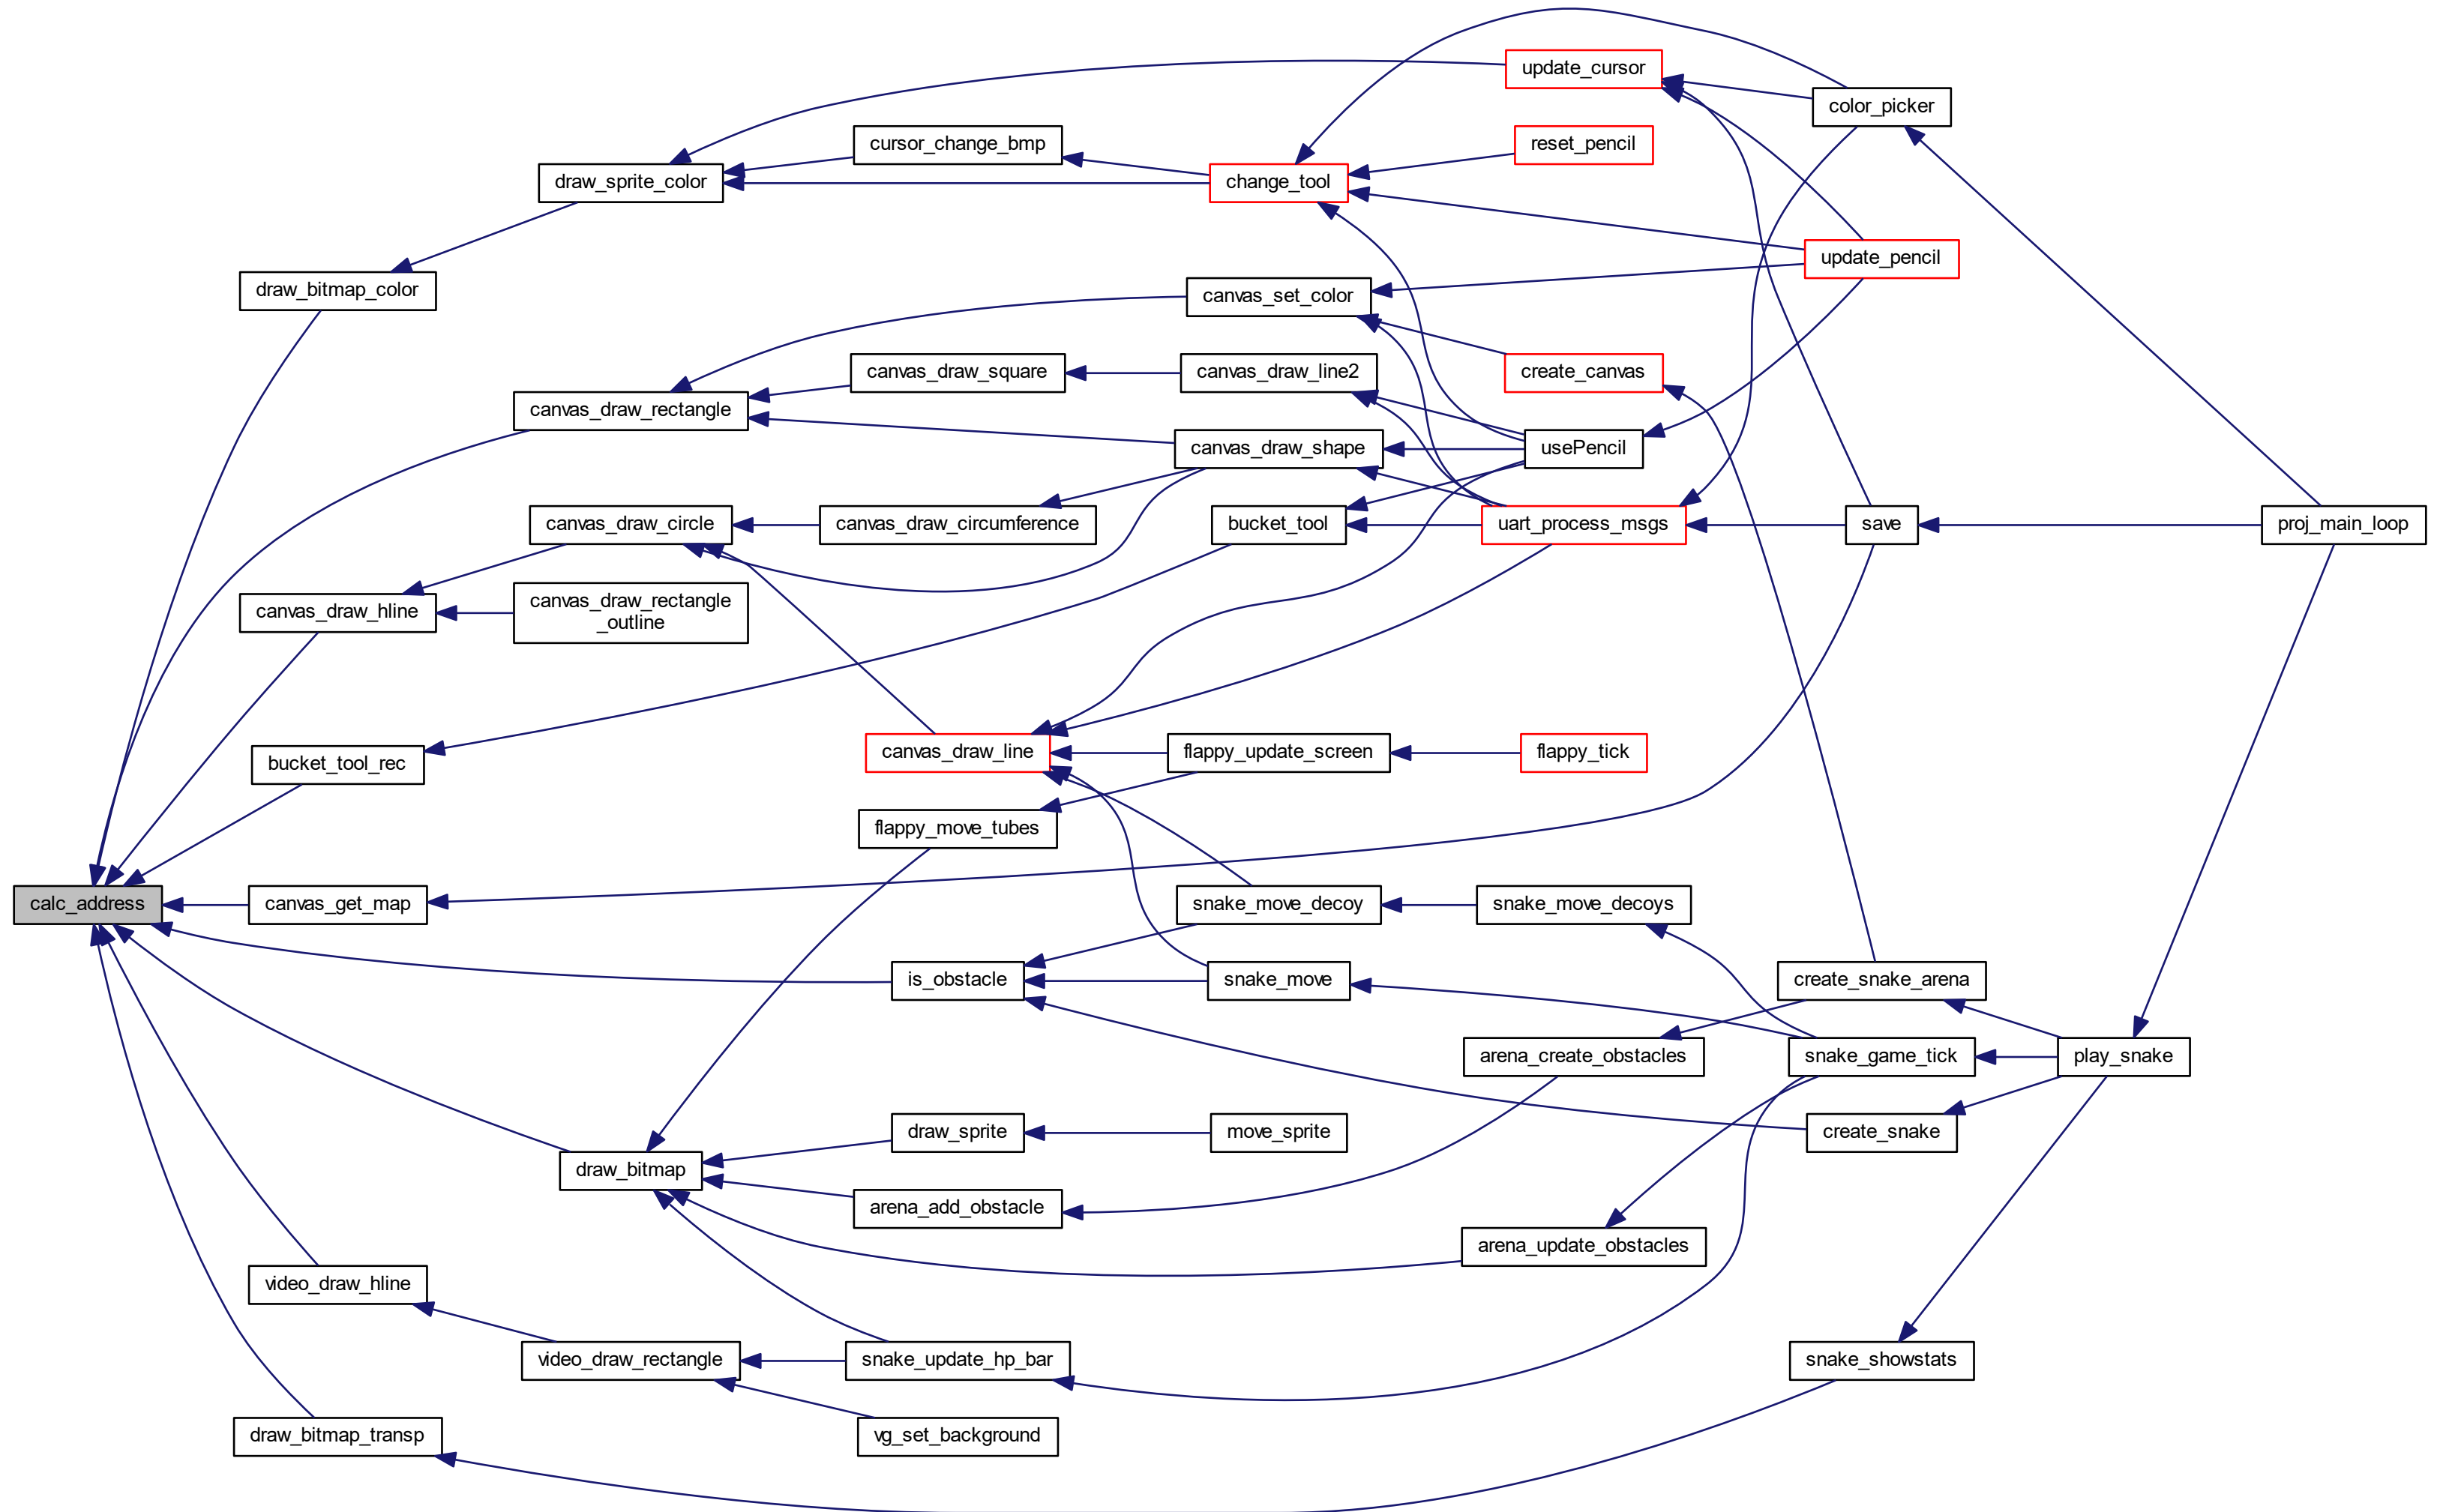 update_cursor
color_picker
cursor_change_bmp
reset_pencil
draw_sprite_color
change_tool
update_pencil
draw_bitmap_color
canvas_set_color
canvas_draw_square
canvas_draw_line2
create_canvas
canvas_draw_rectangle
canvas_draw_shape
usePencil
canvas_draw_circle
canvas_draw_circumference
bucket_tool
uart_process_msgs
save
proj_main_loop
canvas_draw_hline
canvas_draw_rectangle
_outline
bucket_tool_rec
canvas_draw_line
flappy_update_screen
flappy_tick
flappy_move_tubes
calc_address
canvas_get_map
snake_move_decoy
snake_move_decoys
is_obstacle
snake_move
create_snake_arena
arena_create_obstacles
snake_game_tick
play_snake
draw_sprite
move_sprite
create_snake
draw_bitmap
arena_add_obstacle
arena_update_obstacles
video_draw_hline
video_draw_rectangle
snake_update_hp_bar
snake_showstats
draw_bitmap_transp
vg_set_background